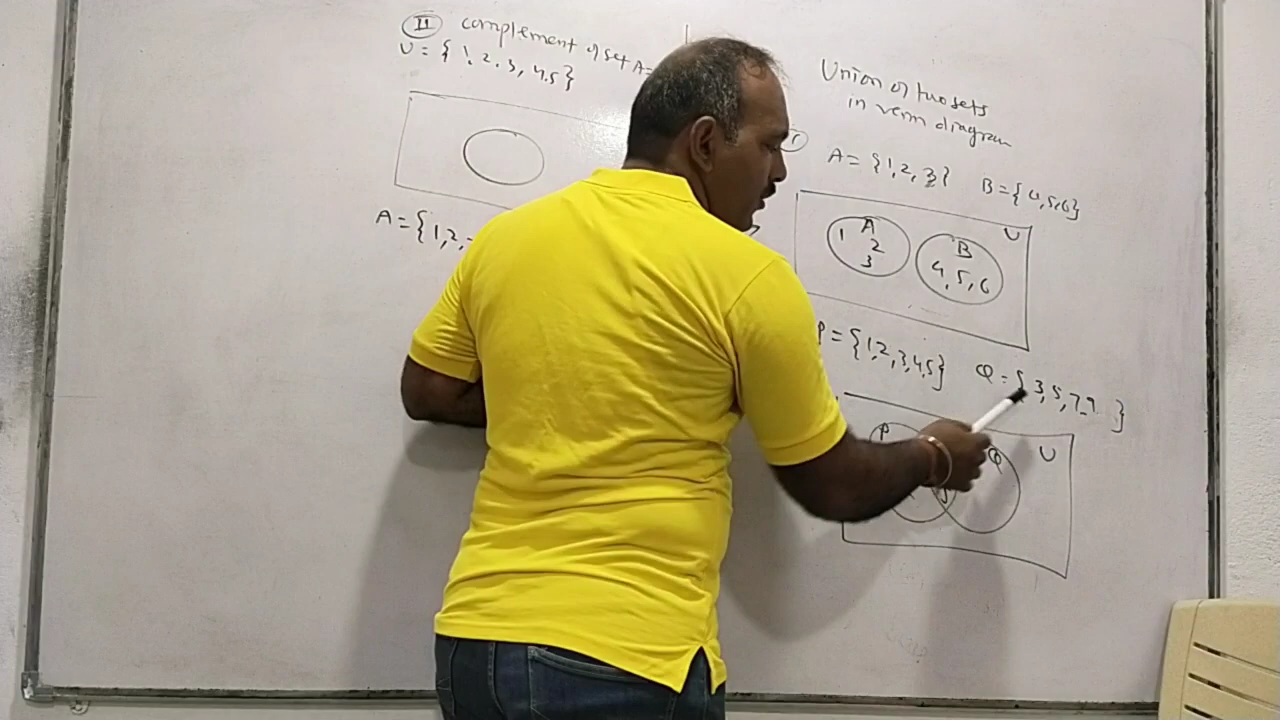 II complement of set A=
U = { 1, 2, 3, 4,5}
A = {1,2,
Union of two sets
in venn diagram
A = {1,2,3} B={4,5,6}
U
A
1 2
3
B
4,5,6
P = {1,2,3,4,5} Q = { 3,5,7,9 }
P Q U